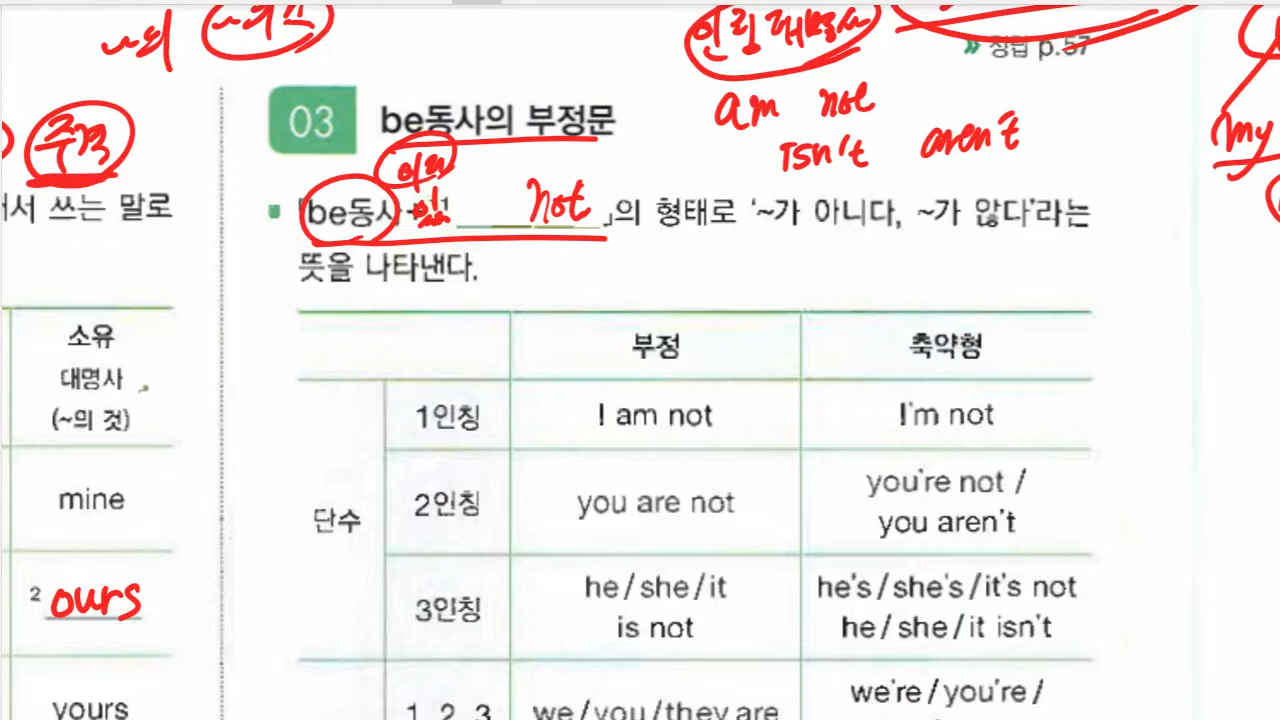 ~의
인칭대명사
정답 p.57
am not
isn't aren't
my
주격
03 be동사의 부정문
「be동사+ not」의 형태로 '~가 아니다, ~가 않다'라는
뜻을 나타낸다.
서 쓰는 말로
소유
대명사
(~의 것)
mine
2 ours
yours
부정 축약형
단수
1인칭 I am not I'm not
2인칭 you are not you're not /
you aren't
3인칭 he / she / it
is not
he's / she's / it's not
he / she / it isn't
1, 2, 3 we / you / they are we're / you're /